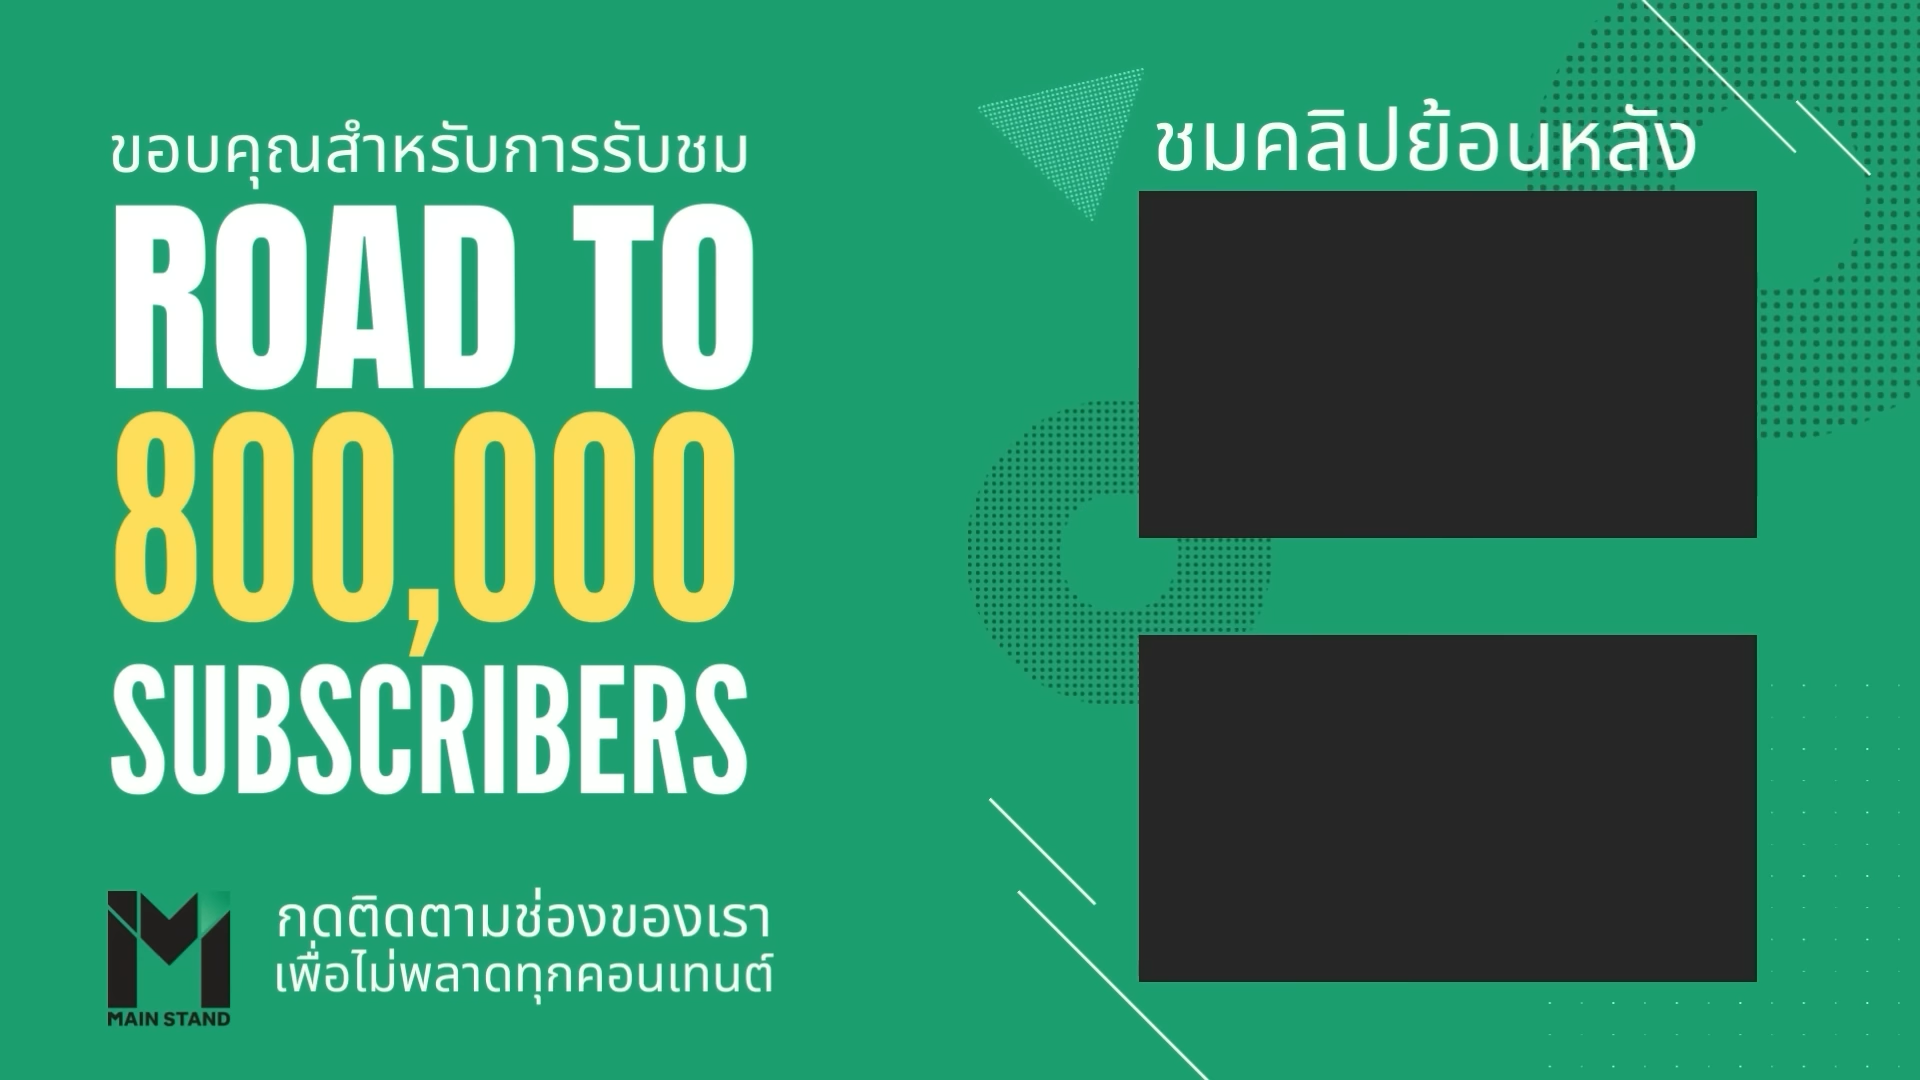 ขอบคุณสำหรับการรับชม
ROAD TO
800,000
SUBSCRIBERS
MAIN STAND
กดติดตามช่องของเรา
เพื่อไม่พลาดทุกคอนเทนต์
ชมคลิปย้อนหลัง